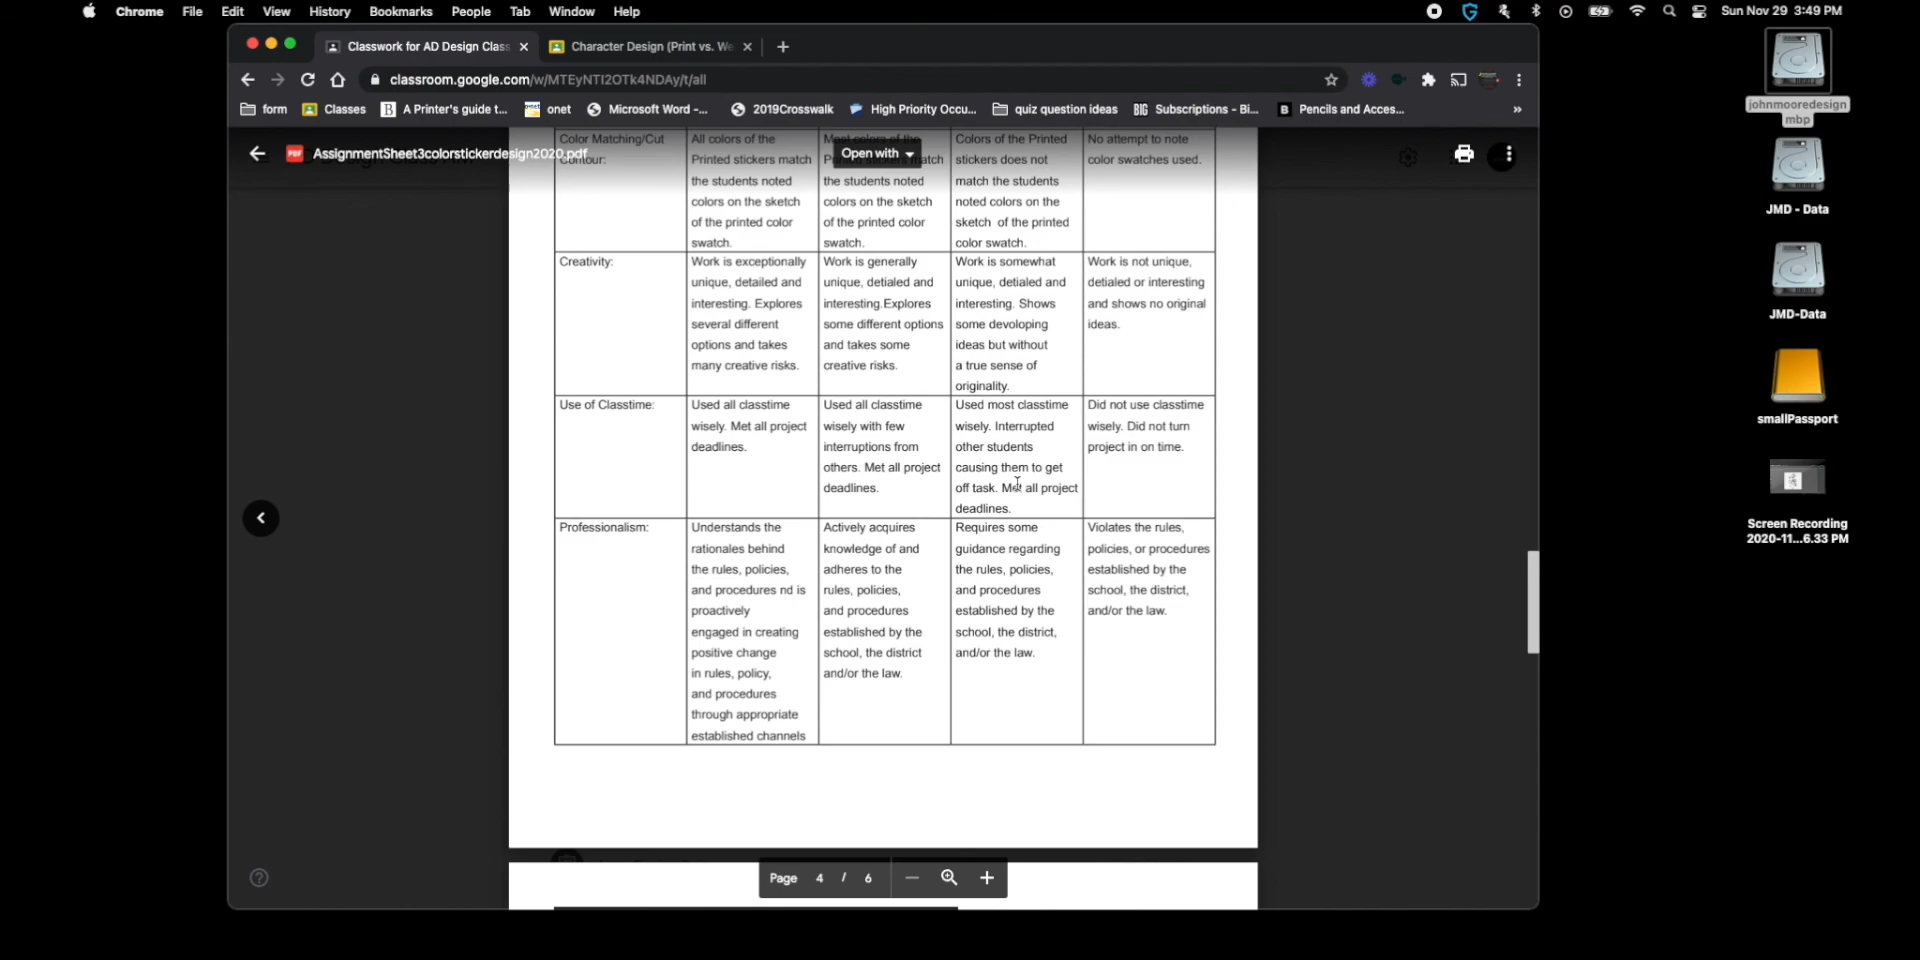 Chrome File Edit View History Bookmarks People Tab Window Help Sun Nov 29 3:49 PM
Classwork for AD Design Class Character Design (Print vs. We
classroom.google.com/w/MTEyNTI2OTk4NDAy/t/all
form Classes A Printer's guide t... onet Microsoft Word -... 2019Crosswalk High Priority Occu... quiz question ideas BIG Subscriptions - Bi... B Pencils and Acces... »
AssignmentSheet3colorstickerdesign2020.pdf
Open with
Color Matching/Cut
Contour:
All colors of the
Printed stickers match
the students noted
colors on the sketch
of the printed color
swatch.
Most colors of the
Printed stickers match
the students noted
colors on the sketch
of the printed color
swatch.
Colors of the Printed
stickers does not
match the students
noted colors on the
sketch of the printed
color swatch.
No attempt to note
color swatches used.
Creativity:
Work is exceptionally
unique, detailed and
interesting. Explores
several different
options and takes
many creative risks.
Work is generally
unique, detialed and
interesting.Explores
some different options
and takes some
creative risks.
Work is somewhat
unique, detialed and
interesting. Shows
some devoloping
ideas but without
a true sense of
originality.
Work is not unique,
detialed or interesting
and shows no original
ideas.
Use of Classtime:
Used all classtime
wisely. Met all project
deadlines.
Used all classtime
wisely with few
interruptions from
others. Met all project
deadlines.
Used most classtime
wisely. Interrupted
other students
causing them to get
off task. Met all project
deadlines.
Did not use classtime
wisely. Did not turn
project in on time.
Professionalism:
Understands the
rationales behind
the rules, policies,
and procedures nd is
proactively
engaged in creating
positive change
in rules, policy,
and procedures
through appropriate
established channels
Actively acquires
knowledge of and
adheres to the
rules, policies,
and procedures
established by the
school, the district
and/or the law.
Requires some
guidance regarding
the rules, policies,
and procedures
established by the
school, the district,
and/or the law.
Violates the rules,
policies, or procedures
established by the
school, the district,
and/or the law.
Page 4 / 6
johnmooredesign
mbp
JMD - Data
JMD-Data
smallPassport
Screen Recording
2020-11...6.33 PM